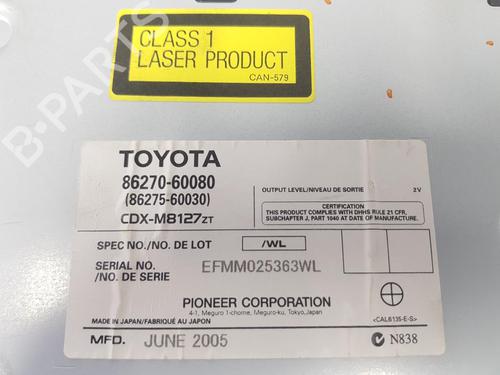 CLASS 1
LASER PRODUCT
CAN-579
B-PARTS
TOYOTA
86270-60080
(86275-60030)
CDX-M8127ZT
OUTPUT LEVEL/NIVEAU DE SORTIE 2V
CERTIFICATION
THIS PRODUCT COMPLIES WITH DHHS RULE 21 CFR,
SUBCHAPTER J, PART 1040 AT DATE OF MANUFACTURE.
SPEC NO./NO. DE LOT /WL
SERIAL NO.
/NO. DE SERIE EFMM025363WL
PIONEER CORPORATION
4-1, Meguro 1-chome, Meguro-ku, Tokyo,Japan
MADE IN JAPAN/FABRIQUÉ AU JAPON
<CAL6135-E-S>
MFD. JUNE 2005
N838